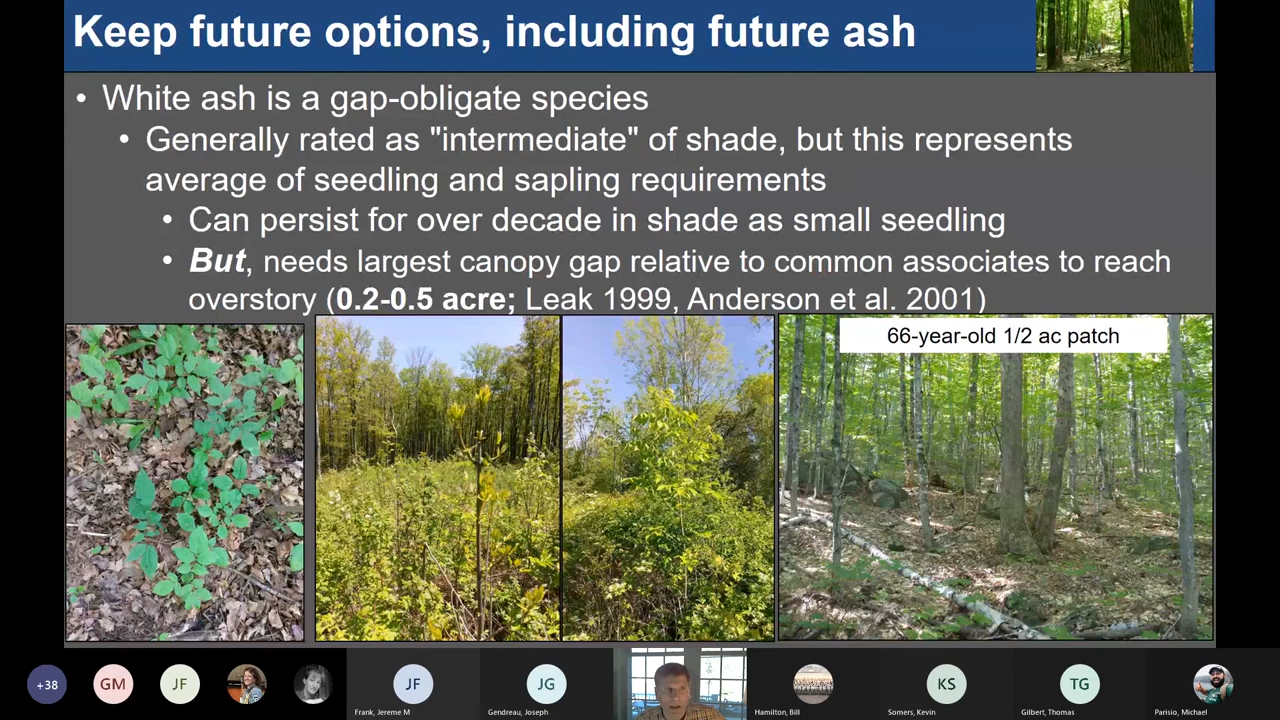 Keep future options, including future ash
• White ash is a gap-obligate species
• Generally rated as "intermediate" of shade, but this represents
average of seedling and sapling requirements
• Can persist for over decade in shade as small seedling
• But, needs largest canopy gap relative to common associates to reach
overstory (0.2-0.5 acre; Leak 1999, Anderson et al. 2001)
66-year-old 1/2 ac patch
+38
GM
JF
JF
JG
KS
TG
Frank, Jereme M
Gendreau, Joseph
Hamilton, Bill
Somers, Kevin
Gilbert, Thomas
Parisio, Michael